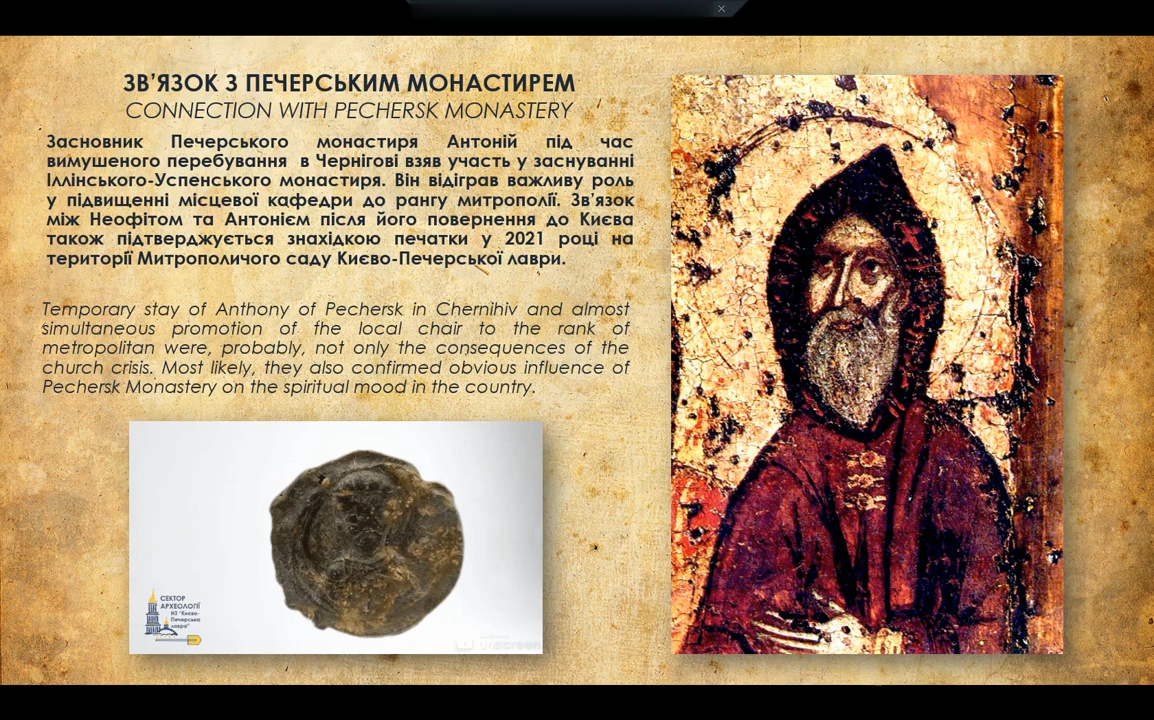 ЗВ’ЯЗОК З ПЕЧЕРСЬКИМ МОНАСТИРЕМ
CONNECTION WITH PECHERSK MONASTERY
Засновник Печерського монастиря Антоній під час
вимушеного перебування в Чернігові взяв участь у заснуванні
Іллінського-Успенського монастиря. Він відіграв важливу роль
у підвищенні місцевої кафедри до рангу митрополії. Зв’язок
між Неофітом та Антонієм після його повернення до Києва
також підтверджується знахідкою печатки у 2021 році на
території Митрополичого саду Києво-Печерської лаври.
Temporary stay of Anthony of Pechersk in Chernihiv and almost
simultaneous promotion of the local chair to the rank of
metropolitan were, probably, not only the consequences of the
church crisis. Most likely, they also confirmed obvious influence of
Pechersk Monastery on the spiritual mood in the country.
СЕКТОР
АРХЕОЛОГІЇ
НЗ "Києво-
Печерська
лавра"